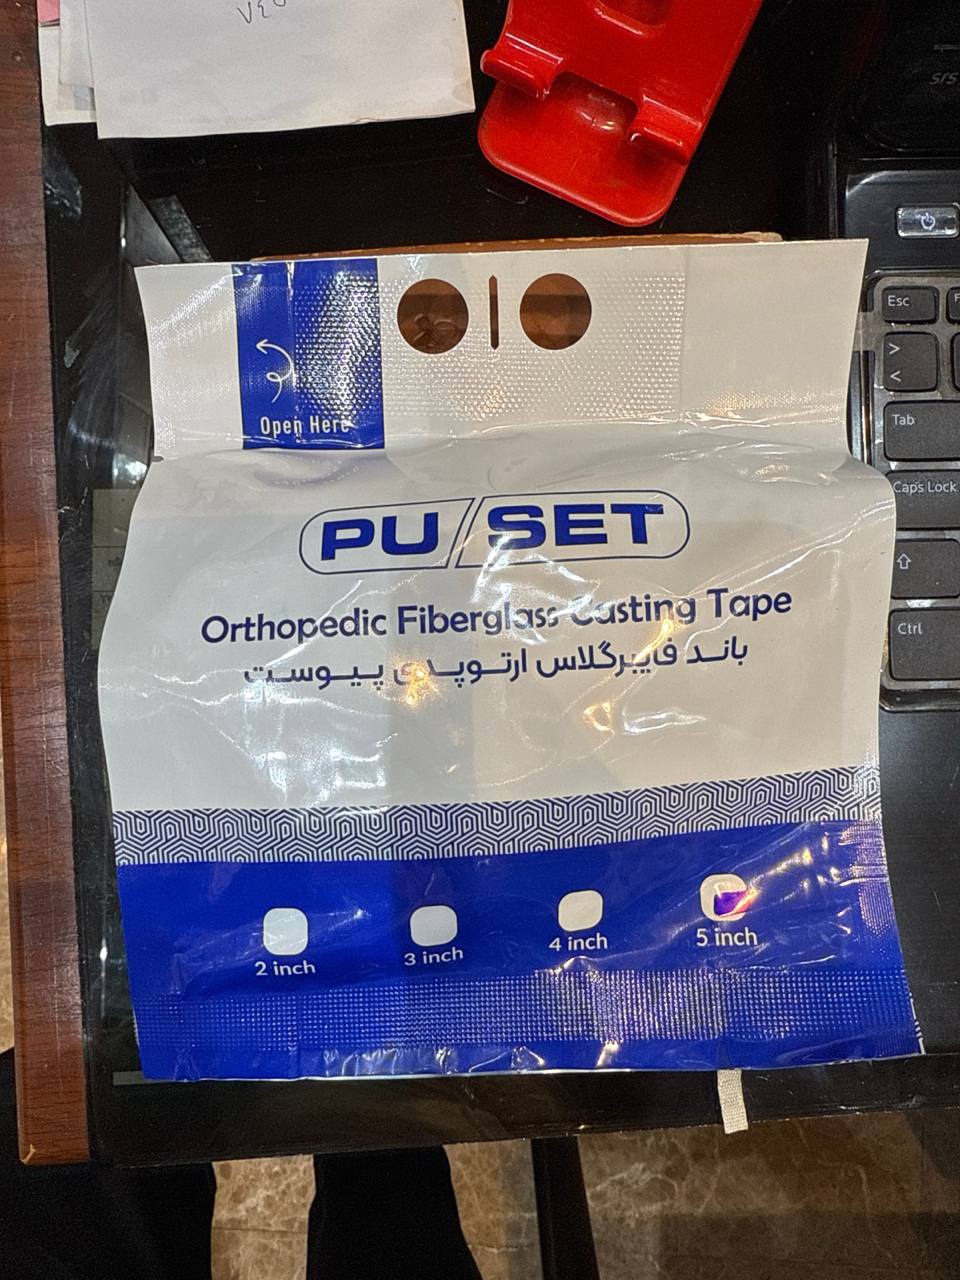 ۷۴۵
Esc
>
<
Tab
Caps Lock
Ctrl
Open Here
PU/SET
Orthopedic Fiberglass Casting Tape
باند فایبرگلاس ارتوپدی پیوست
2 inch
3 inch
4 inch
5 inch